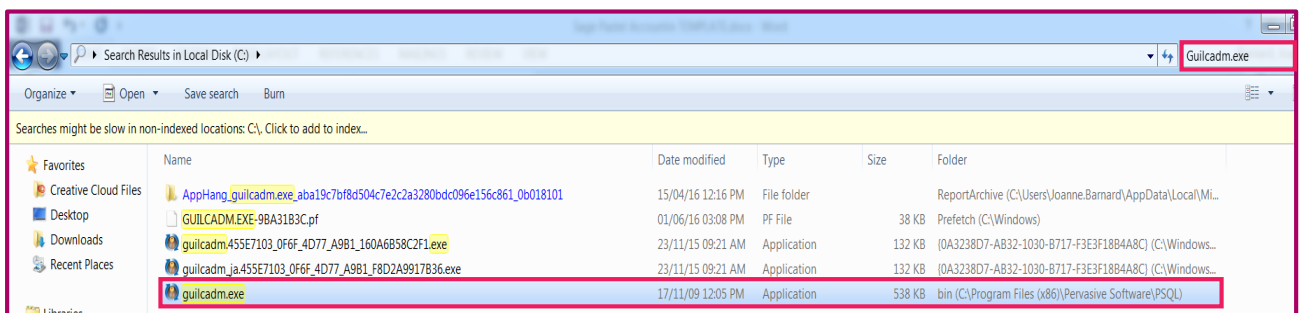 Sage Pastel Accounts TEMPLATE.docx - Word
Search Results in Local Disk (C:)
Guilcadm.exe
Organize Open Save search Burn
Searches might be slow in non-indexed locations: C:\. Click to add to index...
Favorites
Creative Cloud Files
Desktop
Downloads
Recent Places
Libraries
Name Date modified Type Size Folder
AppHang_guilcadm.exe_aba19c7bf8d504c7e2c2a3280bdc096e156c861_0b018101 15/04/16 12:16 PM File folder ReportArchive (C:\Users\Joanne.Barnard\AppData\Local\Mi...
GUILCADM.EXE-9BA31B3C.pf 01/06/16 03:08 PM PF File 38 KB Prefetch (C:\Windows)
guilcadm.455E7103_0F6F_4D77_A9B1_160A6B58C2F1.exe 23/11/15 09:21 AM Application 132 KB {0A3238D7-AB32-1030-B717-F3E3F18B4A8C} (C:\Windows...
guilcadm_ja.455E7103_0F6F_4D77_A9B1_F8D2A9917B36.exe 23/11/15 09:21 AM Application 132 KB {0A3238D7-AB32-1030-B717-F3E3F18B4A8C} (C:\Windows...
guilcadm.exe 17/11/09 12:05 PM Application 538 KB bin (C:\Program Files (x86)\Pervasive Software\PSQL)